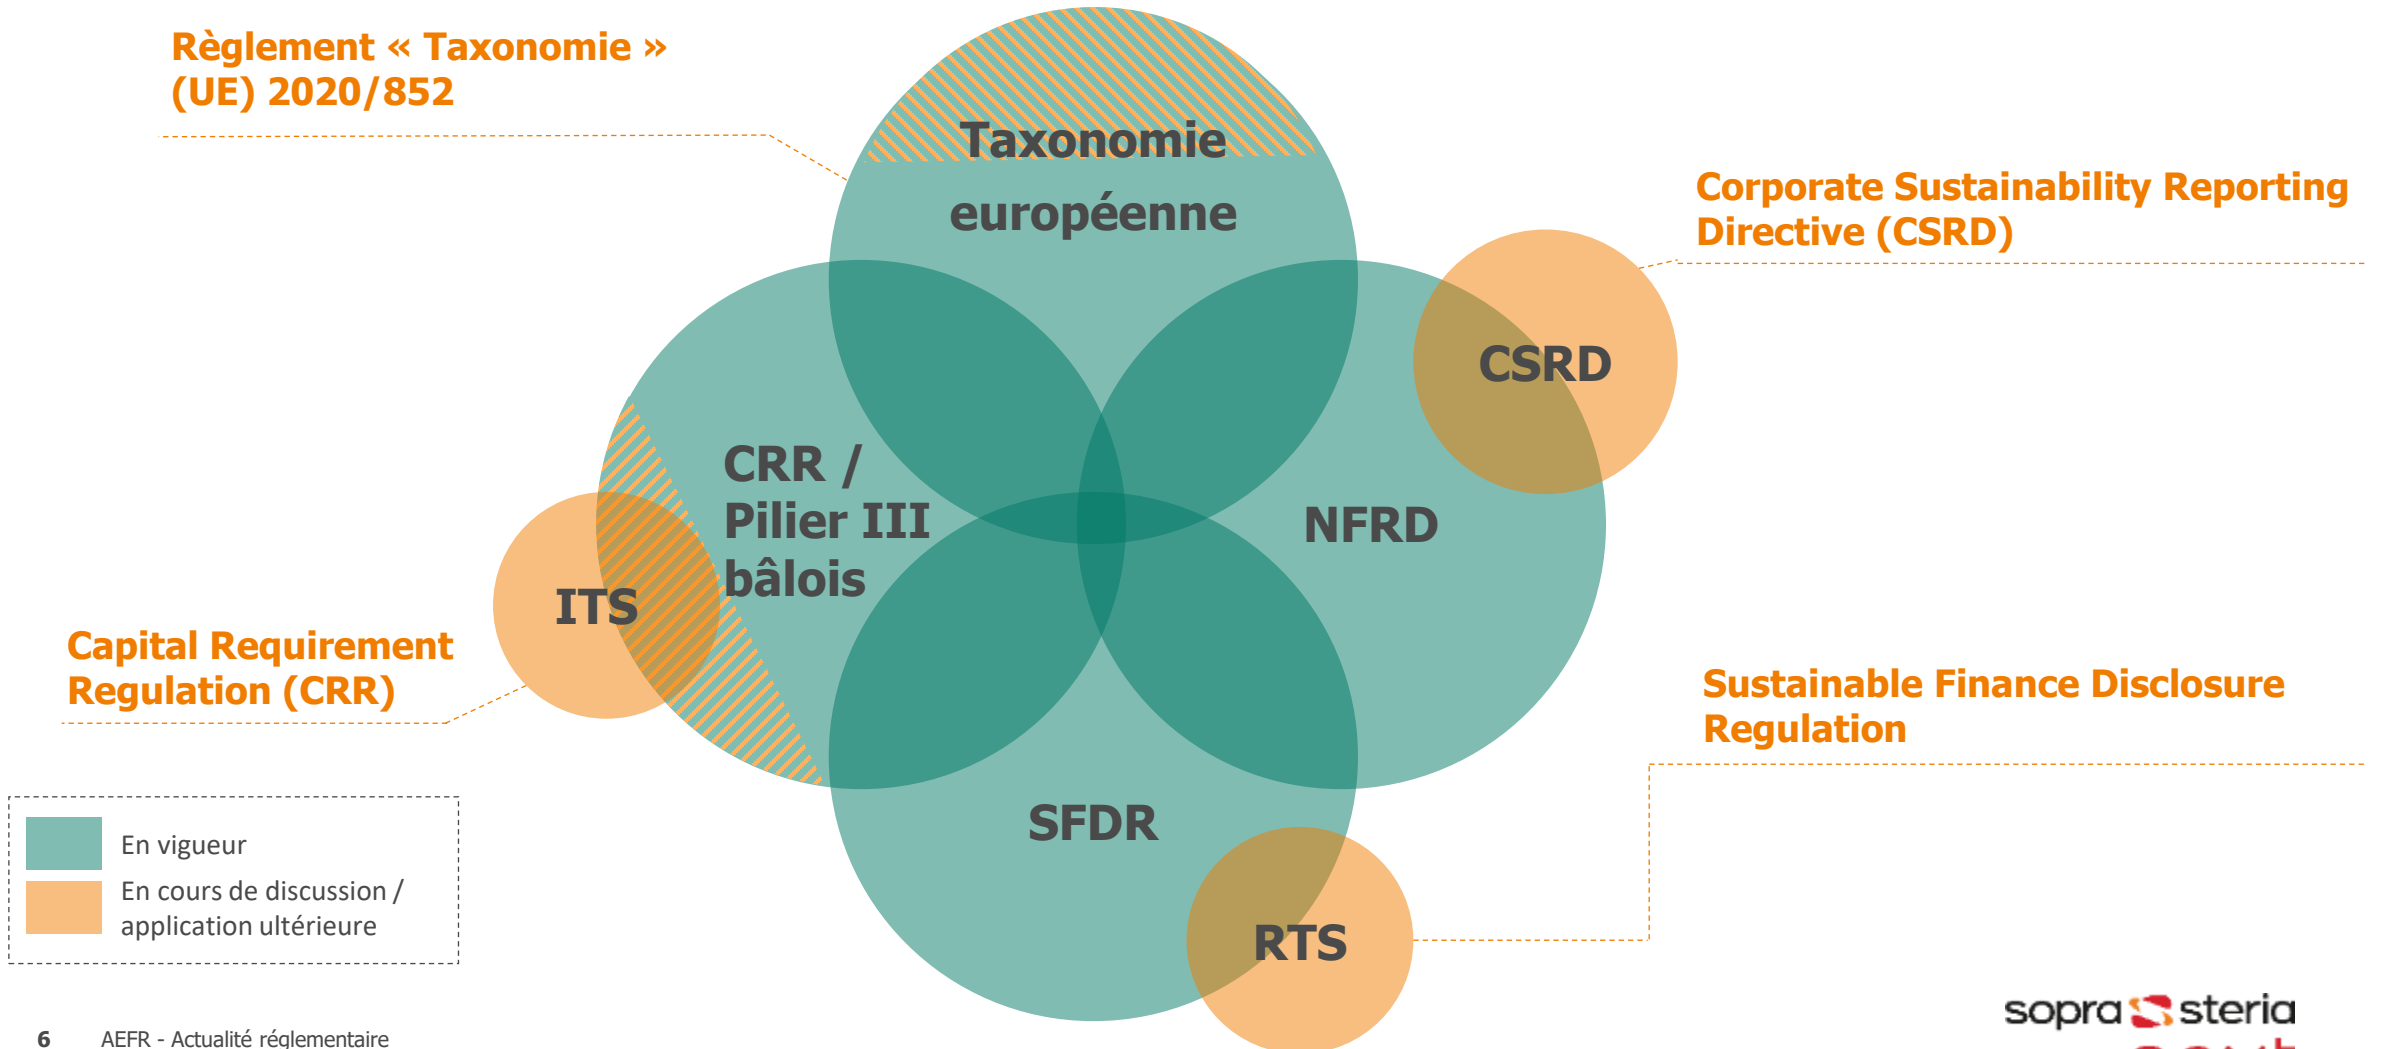 Règlement « Taxonomie »
(UE) 2020/852
Taxonomie
européenne
Corporate Sustainability Reporting
Directive (CSRD)
CSRD
CRR /
Pilier III
bâlois
NFRD
ITS
Capital Requirement
Regulation (CRR)
Sustainable Finance Disclosure
Regulation
SFDR
RTS
En vigueur
En cours de discussion /
application ultérieure
6 AEFR - Actualité réglementaire
sopra steria